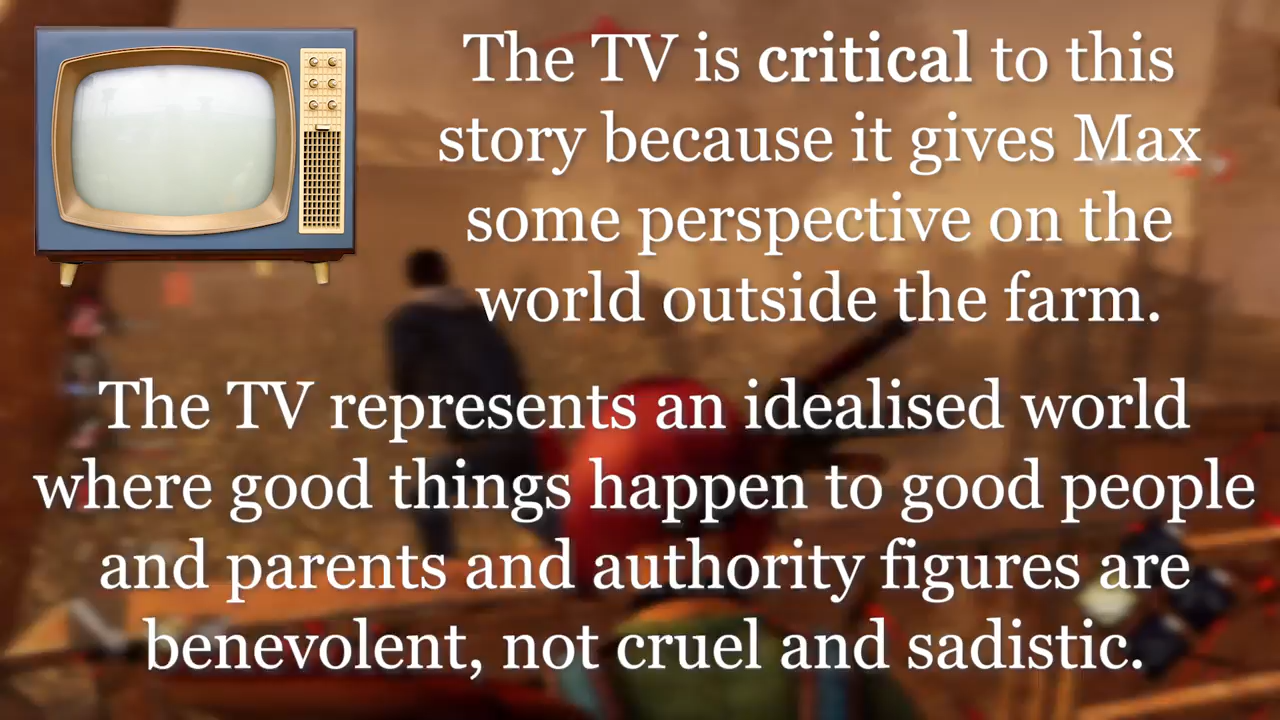 The TV is critical to this
story because it gives Max
some perspective on the
world outside the farm.
The TV represents an idealised world
where good things happen to good people
and parents and authority figures are
benevolent, not cruel and sadistic.